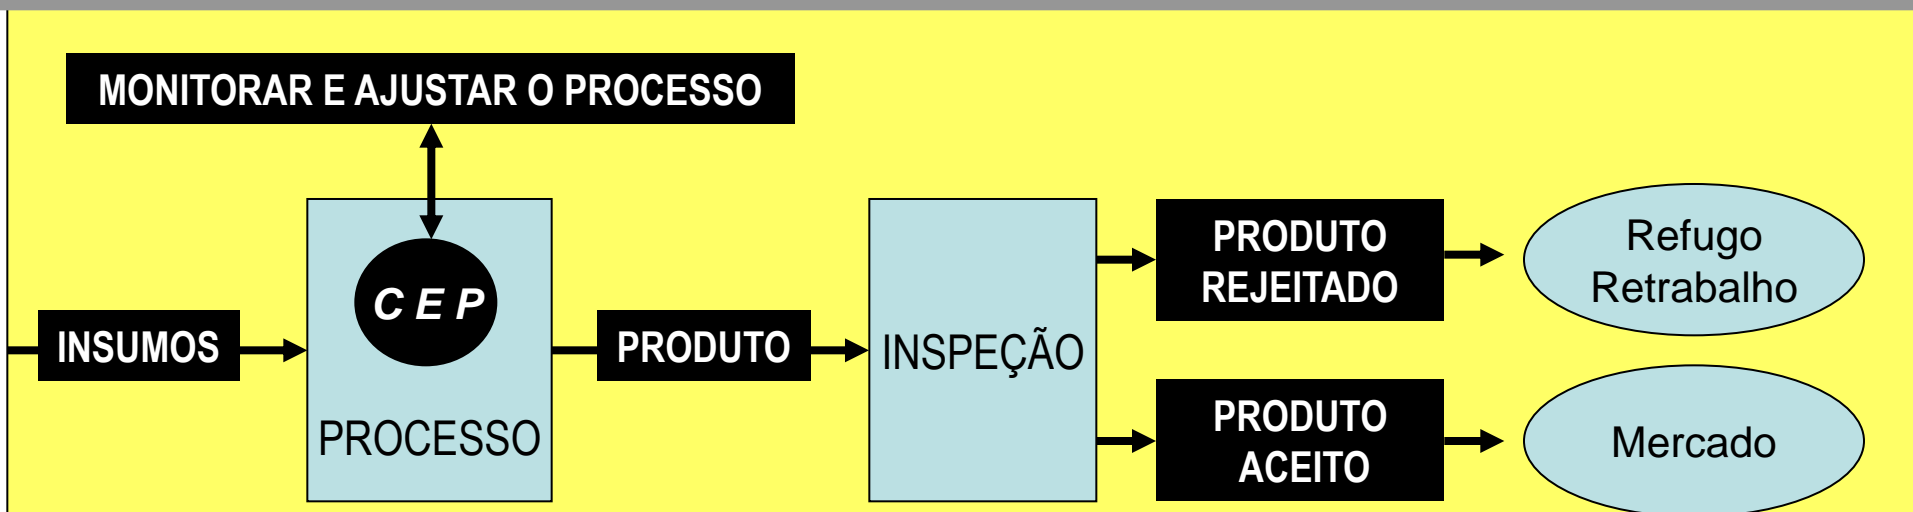 MONITORAR E AJUSTAR O PROCESSO
C E P
INSUMOS
PROCESSO
PRODUTO
INSPEÇÃO
PRODUTO
REJEITADO
Refugo
Retrabalho
PRODUTO
ACEITO
Mercado